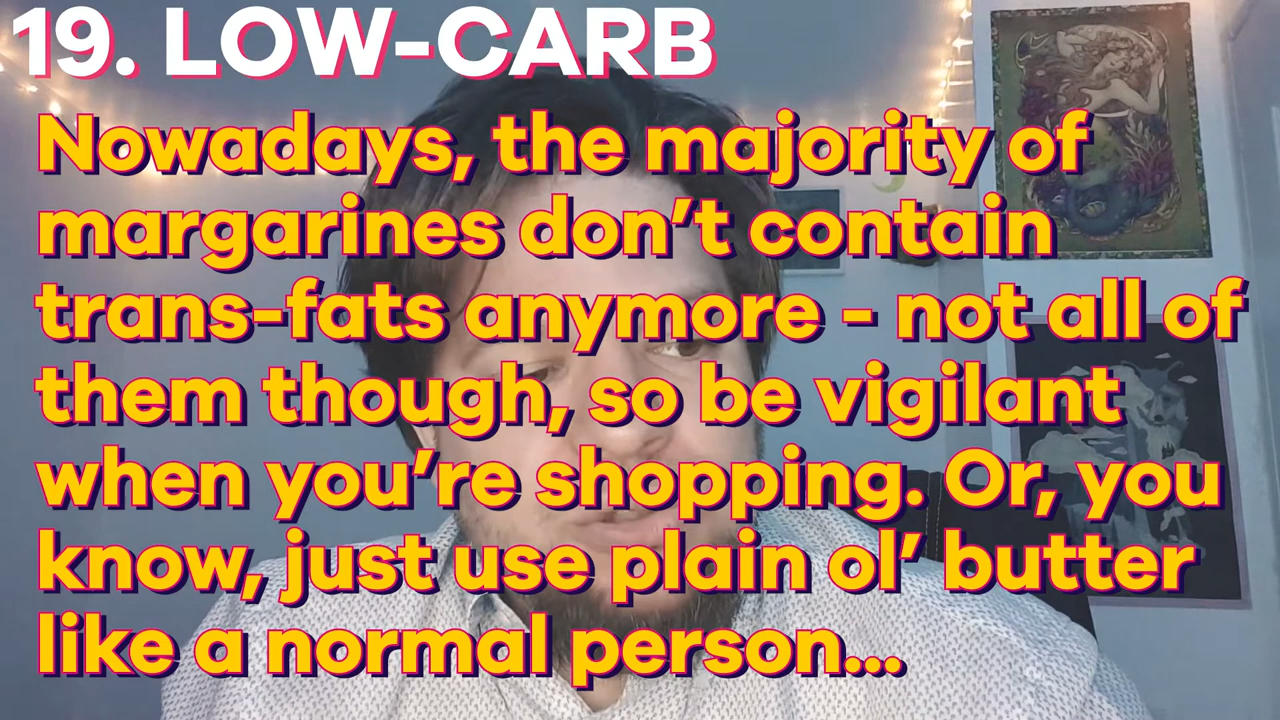 19. LOW-CARB
Nowadays, the majority of
margarines don’t contain
trans-fats anymore - not all of
them though, so be vigilant
when you’re shopping. Or, you
know, just use plain ol’ butter
like a normal person...